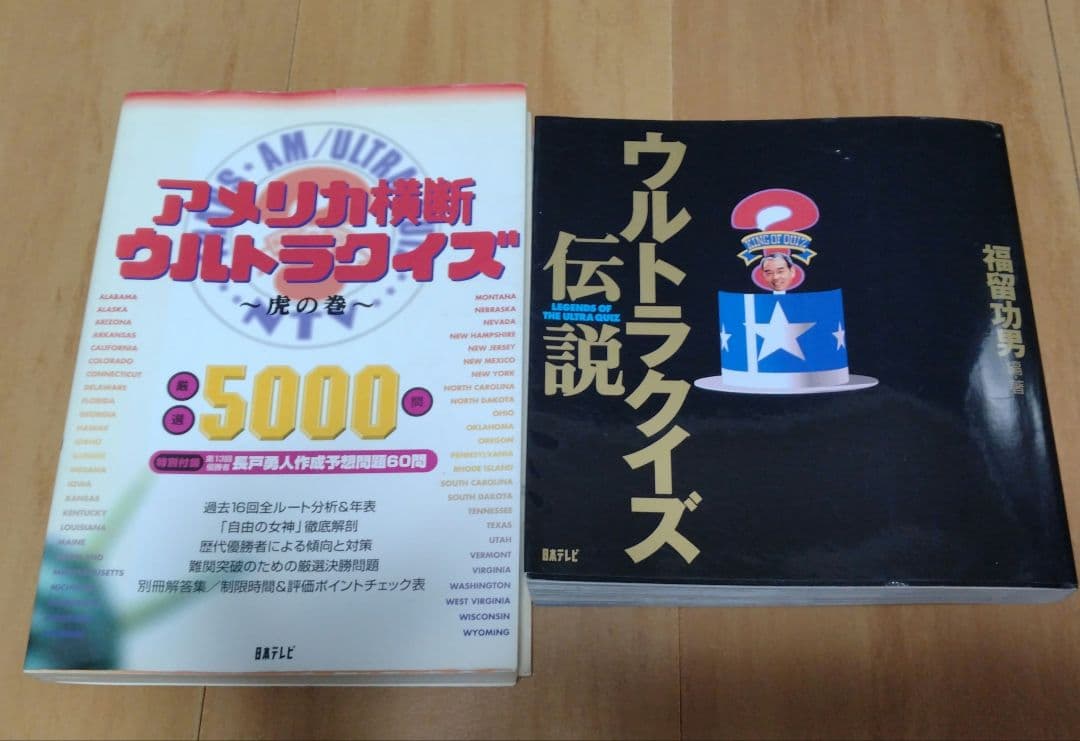 アメリカ横断
ウルトラクイズ
~虎の巻~
ALABAMA
ALASKA
ARIZONA
ARKANSAS
CALIFORNIA
COLORADO
CONNECTICUT
DELAWARE
FLORIDA
GEORGIA
HAWAII
IDAHO
INDIANA
IOWA
KANSAS
KENTUCKY
LOUISIANA
MAINE
MONTANA
NEBRASKA
NEVADA
NEW HAMPSHIRE
NEW JERSEY
NEW MEXICO
NEW YORK
NORTH CAROLINA
NORTH DAKOTA
OHIO
OKLAHOMA
OREGON
PENNSYLVANIA
RHODE ISLAND
SOUTH CAROLINA
SOUTH DAKOTA
TENNESSEE
TEXAS
UTAH
VERMONT
VIRGINIA
WASHINGTON
WEST VIRGINIA
WISCONSIN
WYOMING
厳選5000問
特別付録 第13回優勝者 長戸勇人作成予想問題60問
過去16回全ルート分析&年表
「自由の女神」徹底解剖
歴代優勝者による傾向と対策
難関突破のための厳選決勝問題
別冊解答集/制限時間&評価ポイントチェック表
日本テレビ
ウルトラクイズ
伝説
LEGENDS OF
THE ULTRA QUIZ
KING OF QUIZ
福留功男 編著
日本テレビ